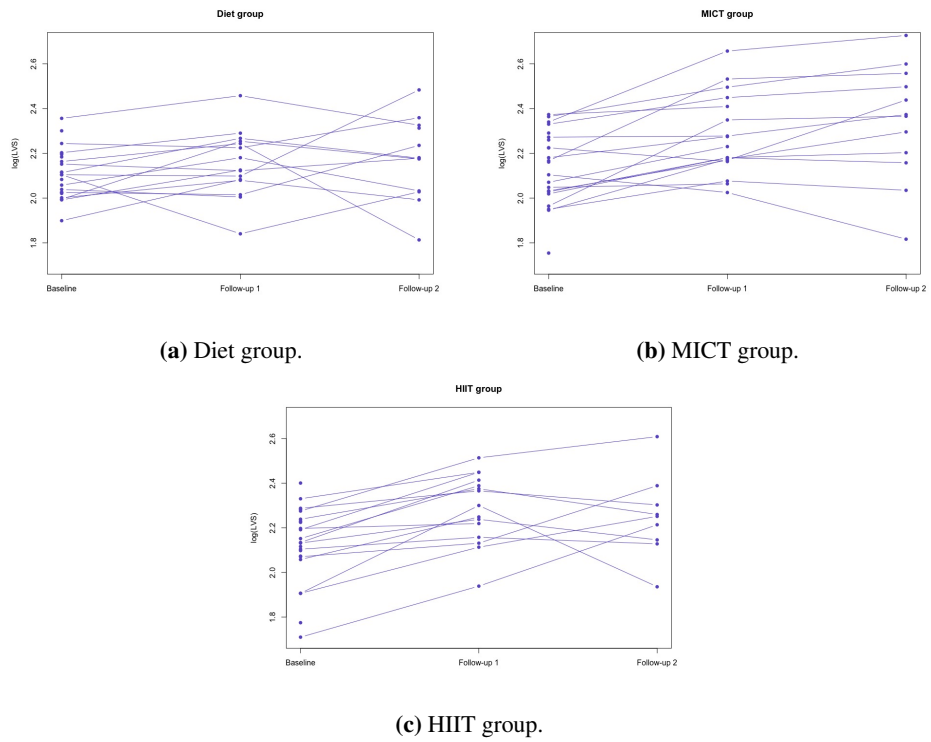 Diet group
MICT group
log(LVS)
2.6
2.4
2.2
2.0
1.8
Baseline Follow-up 1 Follow-up 2
log(LVS)
2.6
2.4
2.2
2.0
1.8
Baseline Follow-up 1 Follow-up 2
(a) Diet group.
(b) MICT group.
HIIT group
log(LVS)
2.6
2.4
2.2
2.0
1.8
Baseline Follow-up 1 Follow-up 2
(c) HIIT group.